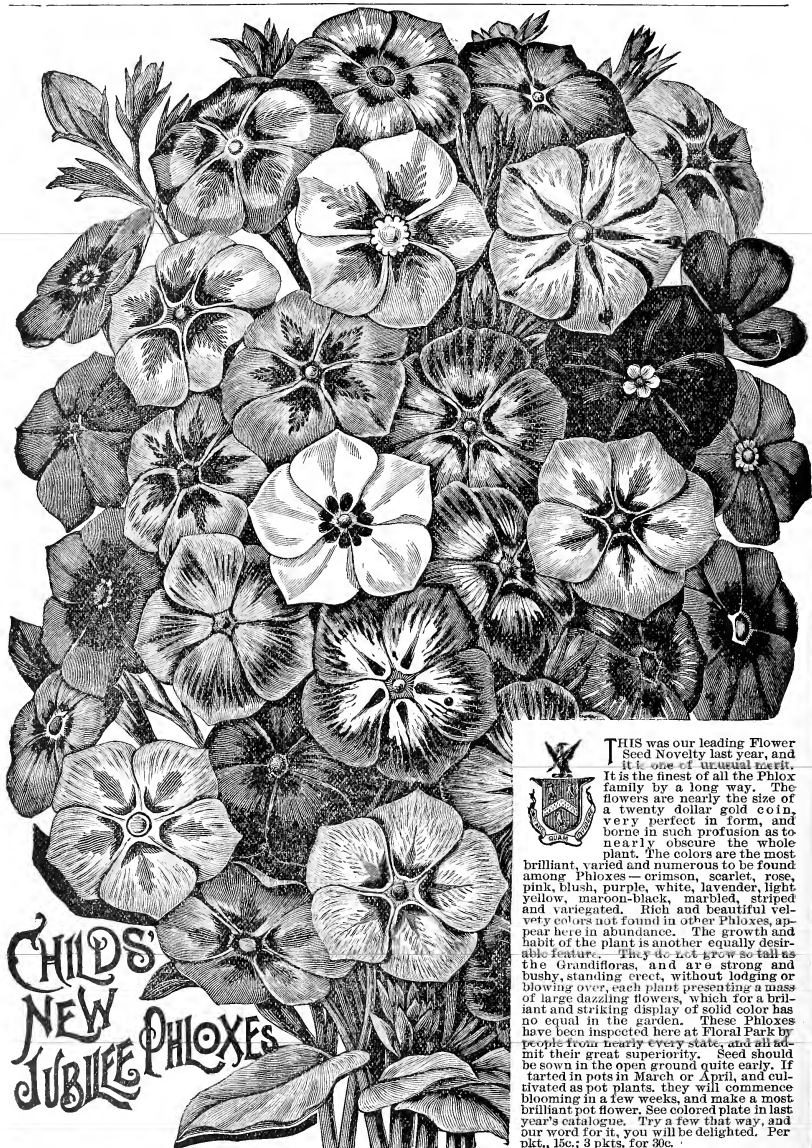 CHILDS'
NEW
JUBILEE PHLOXES
THIS was our leading Flower
Seed Novelty last year, and
it is one of unusual merit.
It is the finest of all the Phlox
family by a long way. The
flowers are nearly the size of
a twenty dollar gold coin,
very perfect in form, and
borne in such profusion as to
nearly obscure the whole
plant. The colors are the most
brilliant, varied and numerous to be found
among Phloxes — crimson, scarlet, rose,
pink, blush, purple, white, lavender, light
yellow, maroon-black, marbled, striped
and variegated. Rich and beautiful vel-
vety colors not found in other Phloxes, ap-
pear here in abundance. The growth and
habit of the plant is another equally desir-
able feature. They do not grow so tall as
the Grandifloras, and are strong and
bushy, standing erect, without lodging or
blowing over, each plant presenting a mass
of large dazzling flowers, which for a bril-
iant and striking display of solid color has
no equal in the garden. These Phloxes
have been inspected here at Floral Park by
people from nearly every state, and all ad-
mit their great superiority. Seed should
be sown in the open ground quite early. If
tarted in pots in March or April, and cul-
tivated as pot plants. they will commence
blooming in a few weeks, and make a most
brilliant pot flower. See colored plate in last
year's catalogue. Try a few that way, and
our word for it, you will be delighted. Per
pkt., 15c.; 3 pkts. for 30c.
QUAM